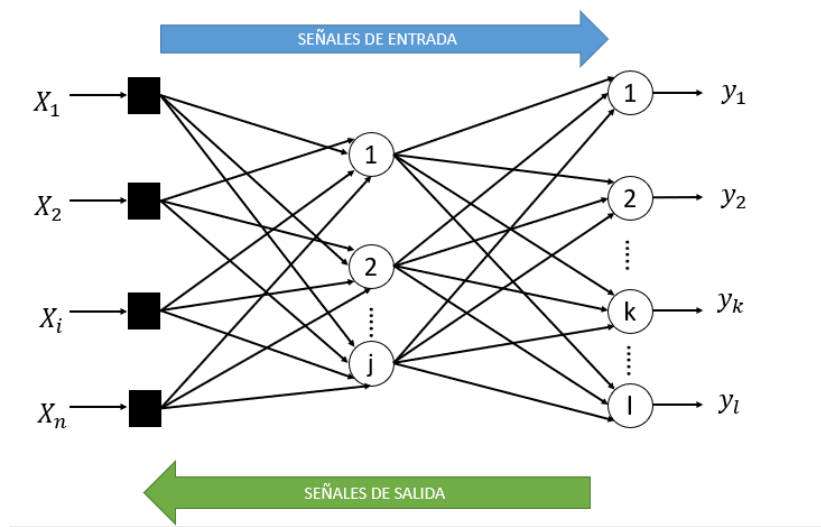 SEÑALES DE ENTRADA
X₁
1
y₁
1
X₂
2
y₂
2
Xᵢ
k
yₖ
j
Xₙ
l
yₗ
SEÑALES DE SALIDA